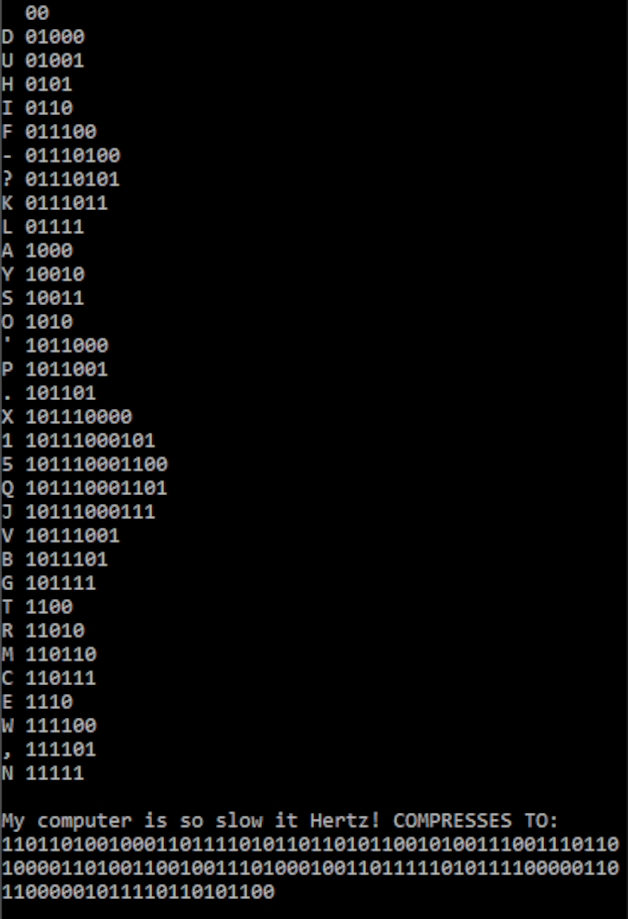 00
D 01000
U 01001
H 0101
I 0110
F 011100
- 01110100
? 01110101
K 0111011
L 01111
A 1000
Y 10010
S 10011
O 1010
' 1011000
P 1011001
. 101101
X 101110000
1 10111000101
5 101110001100
Q 101110001101
J 10111000111
V 10111001
B 1011101
G 101111
T 1100
R 11010
M 110110
C 110111
E 1110
W 111100
, 111101
N 11111
My computer is so slow it Hertz! COMPRESSES TO:
1101101001000110111101011011010110010100111001110110
1000011010011001001110100010011011111010111100000110
11000001011110110101100